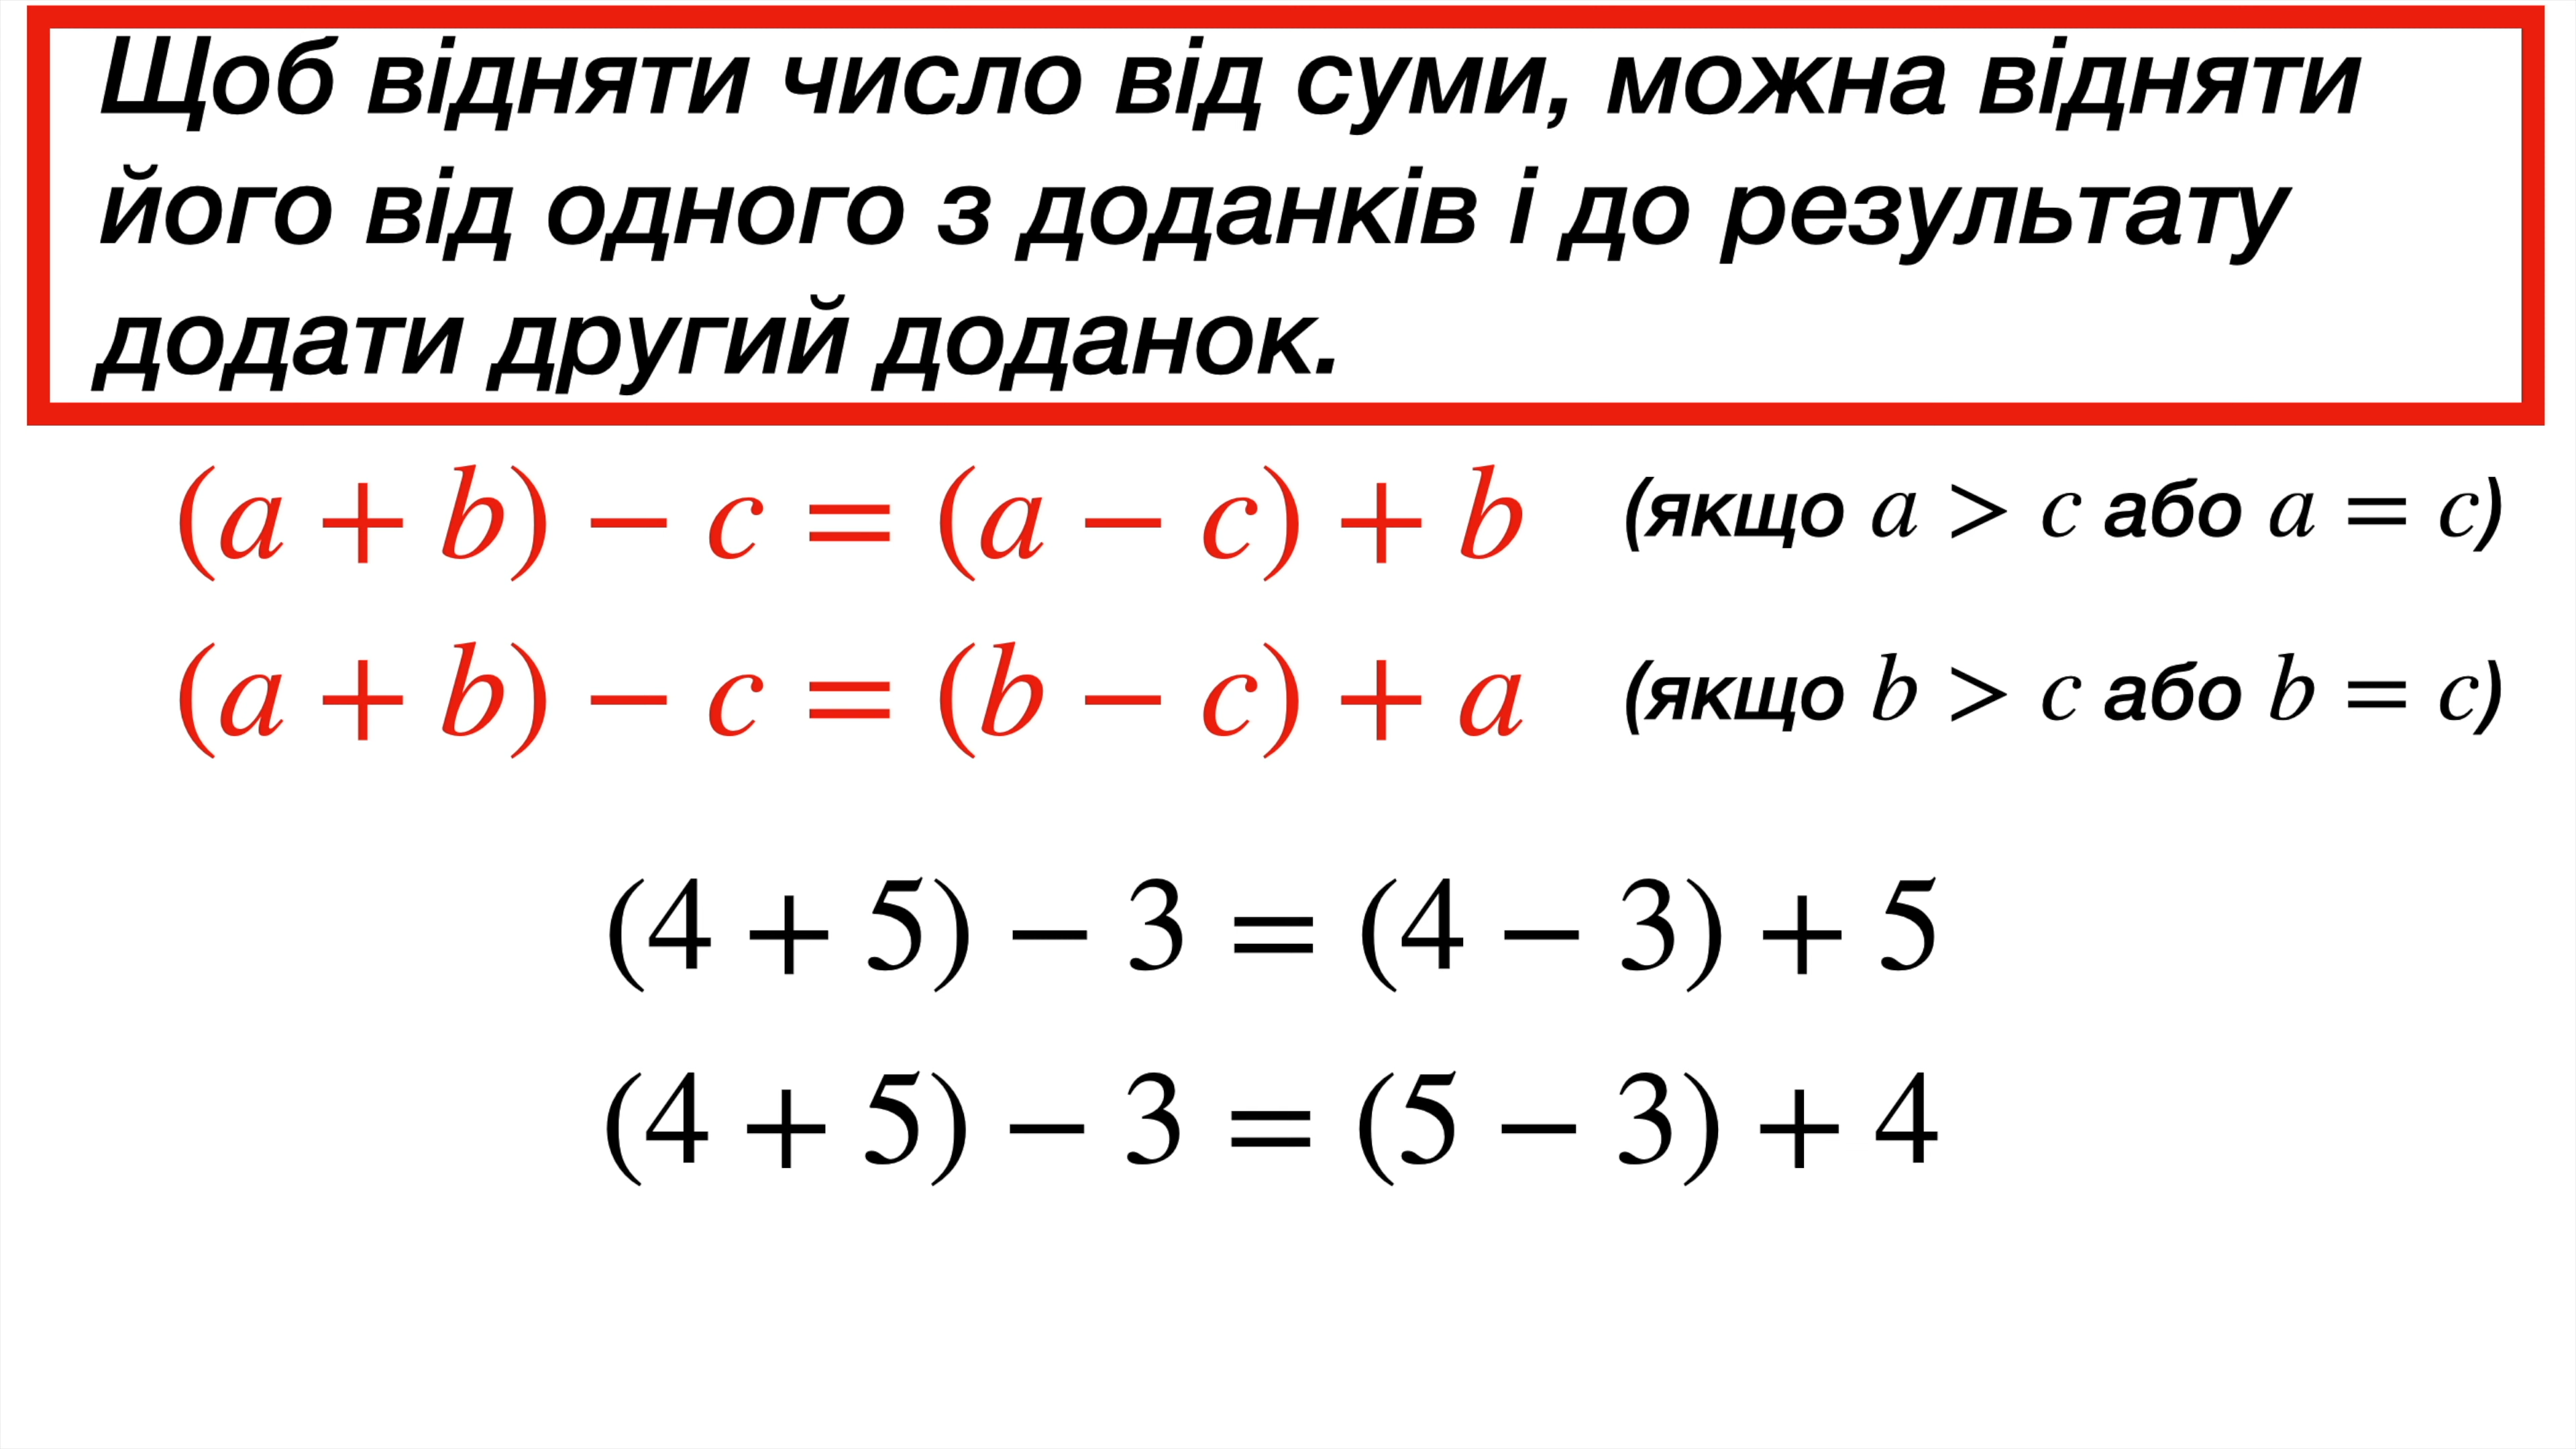 Щоб відняти число від суми, можна відняти
його від одного з доданків і до результату
додати другий доданок.
(a + b) − c = (a − c) + b (якщо a > c або a = c)
(a + b) − c = (b − c) + a (якщо b > c або b = c)
(4 + 5) − 3 = (4 − 3) + 5
(4 + 5) − 3 = (5 − 3) + 4